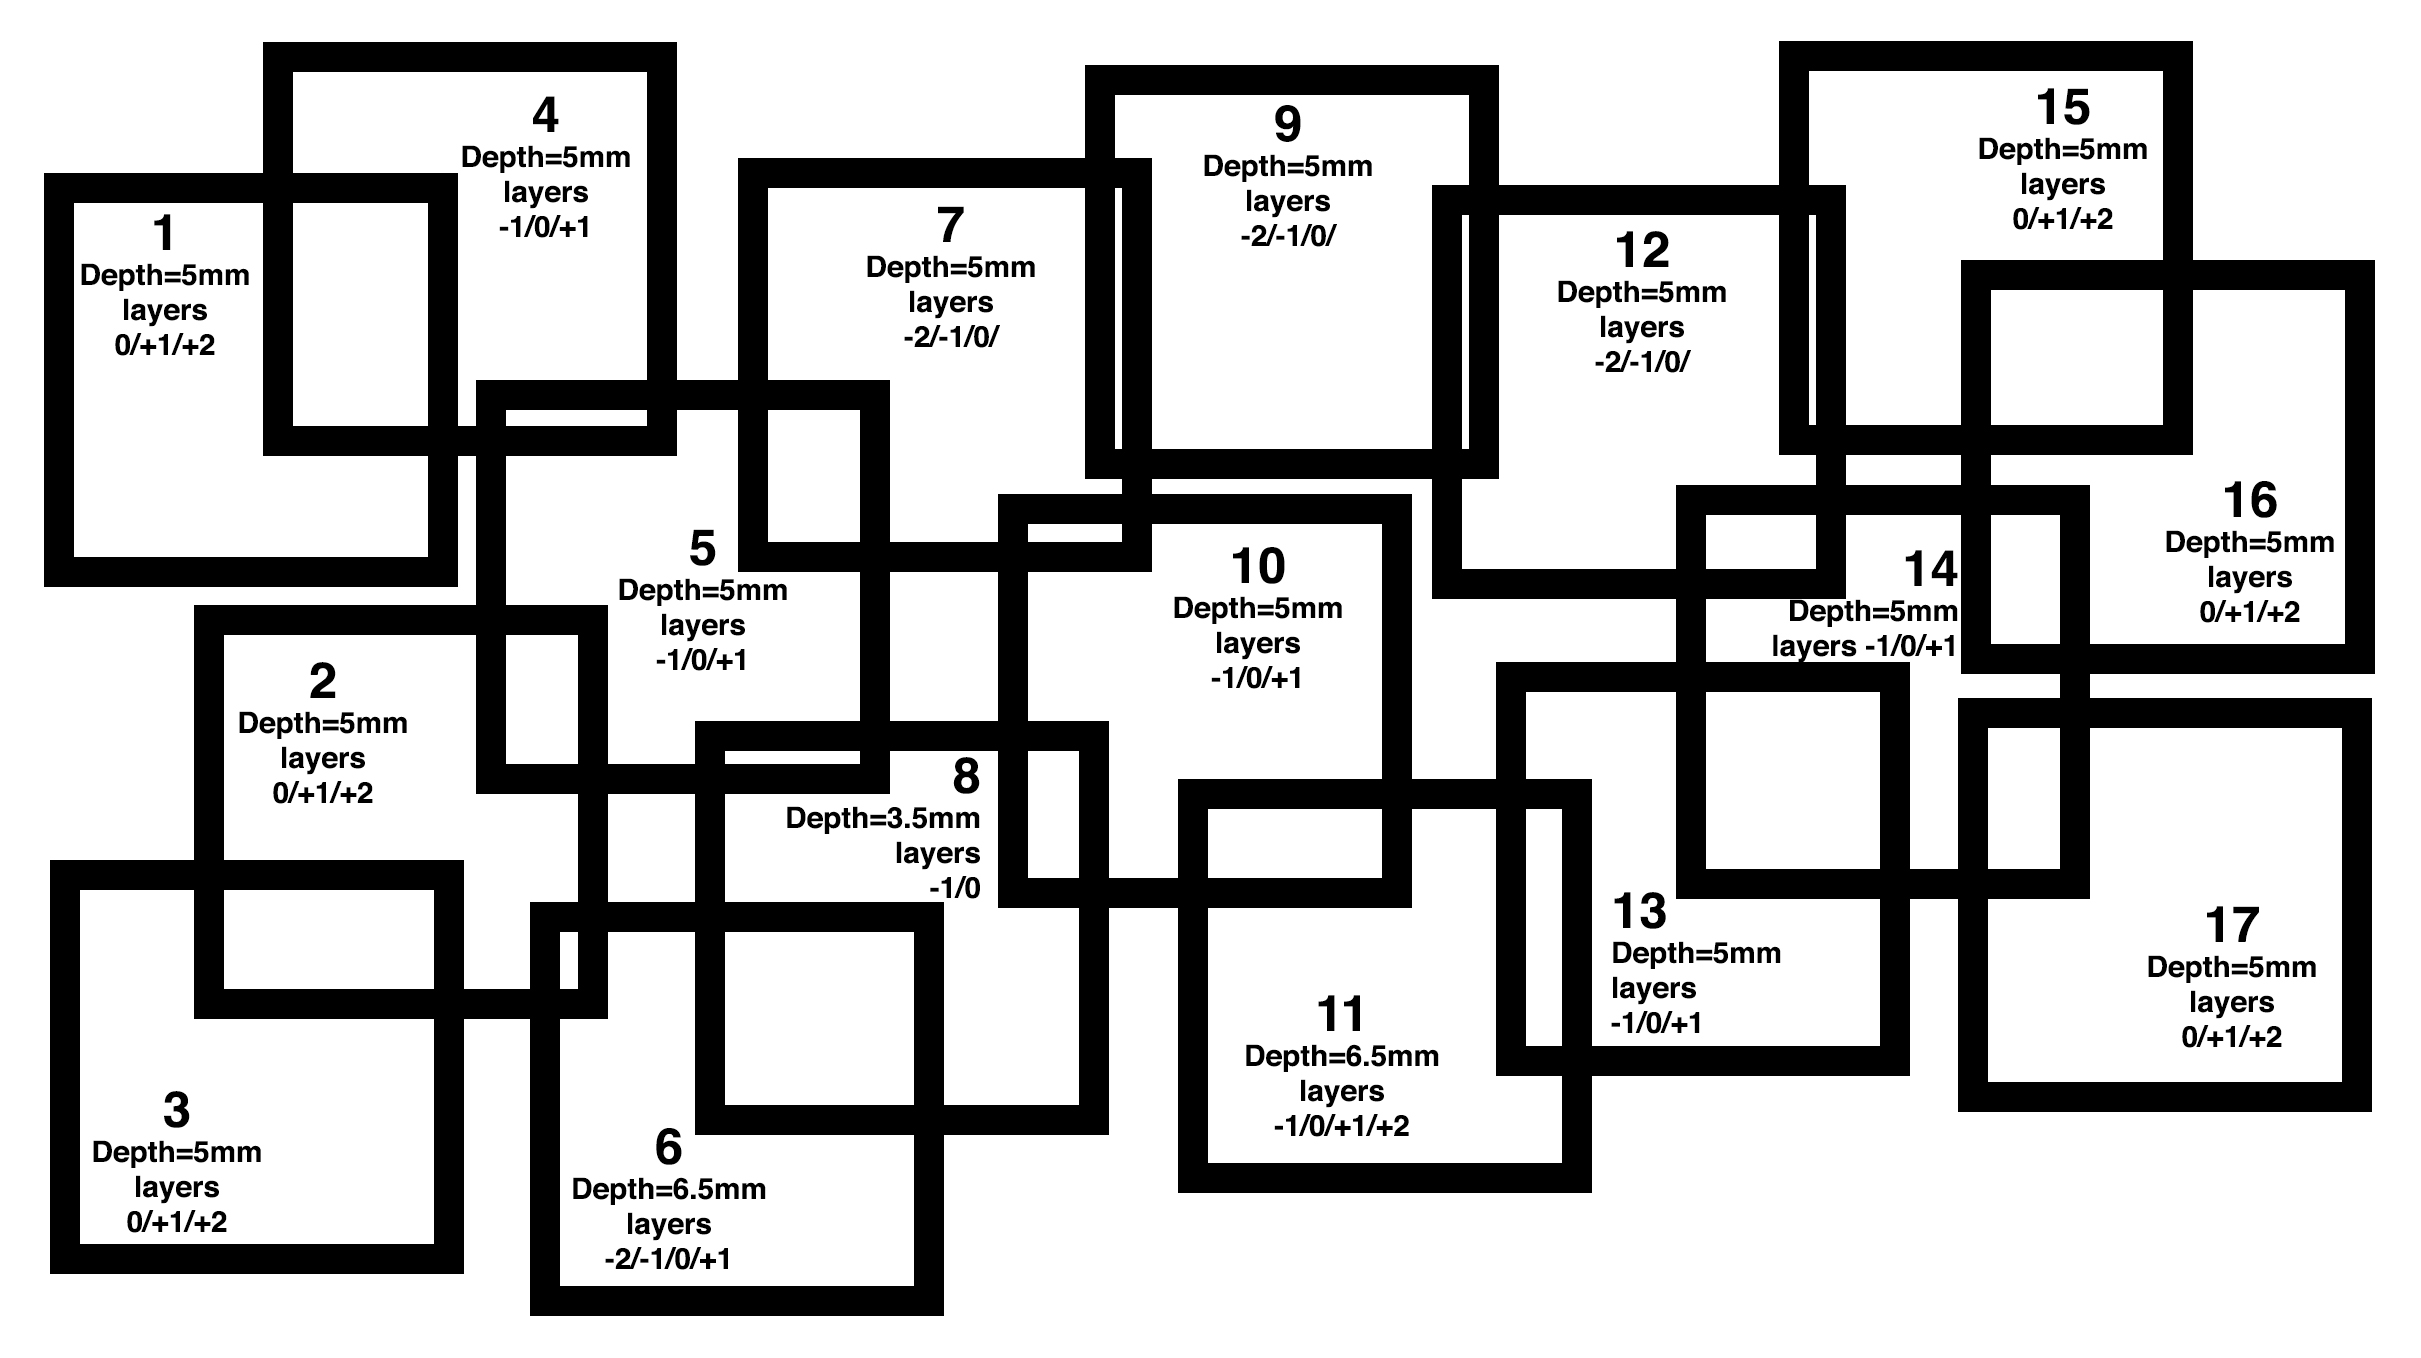 1
Depth=5mm
layers
0/+1/+2
4
Depth=5mm
layers
-1/0/+1
7
Depth=5mm
layers
-2/-1/0/
9
Depth=5mm
layers
-2/-1/0/
12
Depth=5mm
layers
-2/-1/0/
15
Depth=5mm
layers
0/+1/+2
5
Depth=5mm
layers
-1/0/+1
10
Depth=5mm
layers
-1/0/+1
14
Depth=5mm
layers -1/0/+1
16
Depth=5mm
layers
0/+1/+2
2
Depth=5mm
layers
0/+1/+2
8
Depth=3.5mm
layers
-1/0
13
Depth=5mm
layers
-1/0/+1
17
Depth=5mm
layers
0/+1/+2
3
Depth=5mm
layers
0/+1/+2
6
Depth=6.5mm
layers
-2/-1/0/+1
11
Depth=6.5mm
layers
-1/0/+1/+2